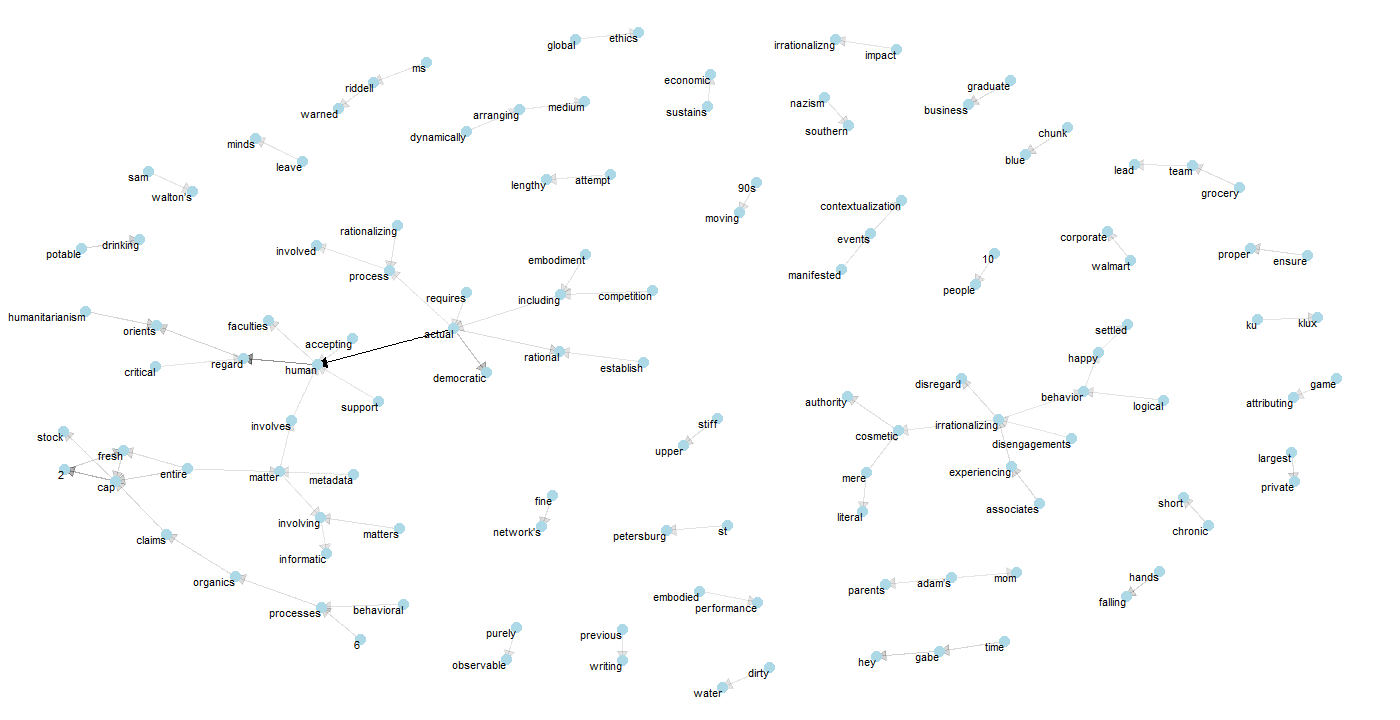 global
ethics
irrationalizng
impact
ms
riddell
warned
economic
sustains
graduate
business
arranging
medium
dynamically
nazism
southern
minds
leave
chunk
blue
sam
walton's
lengthy
attempt
lead
team
grocery
90s
moving
contextualization
events
manifested
rationalizing
involved
process
potable
drinking
corporate
walmart
proper
ensure
embodiment
including
competition
10
people
requires
humanitarianism
orients
faculties
accepting
actual
ku
klux
critical
regard
human
democratic
rational
establish
settled
happy
support
disregard
behavior
logical
game
attributing
authority
cosmetic
irrationalizing
disengagements
involves
stiff
upper
stock
fresh
2
cap
entire
matter
metadata
mere
literal
experiencing
associates
largest
private
involving
matters
informatic
fine
network's
petersburg
st
short
chronic
claims
organics
processes
behavioral
6
parents
adam's
mom
hands
falling
embodied
performance
purely
observable
previous
writing
hey
gabe
time
water
dirty